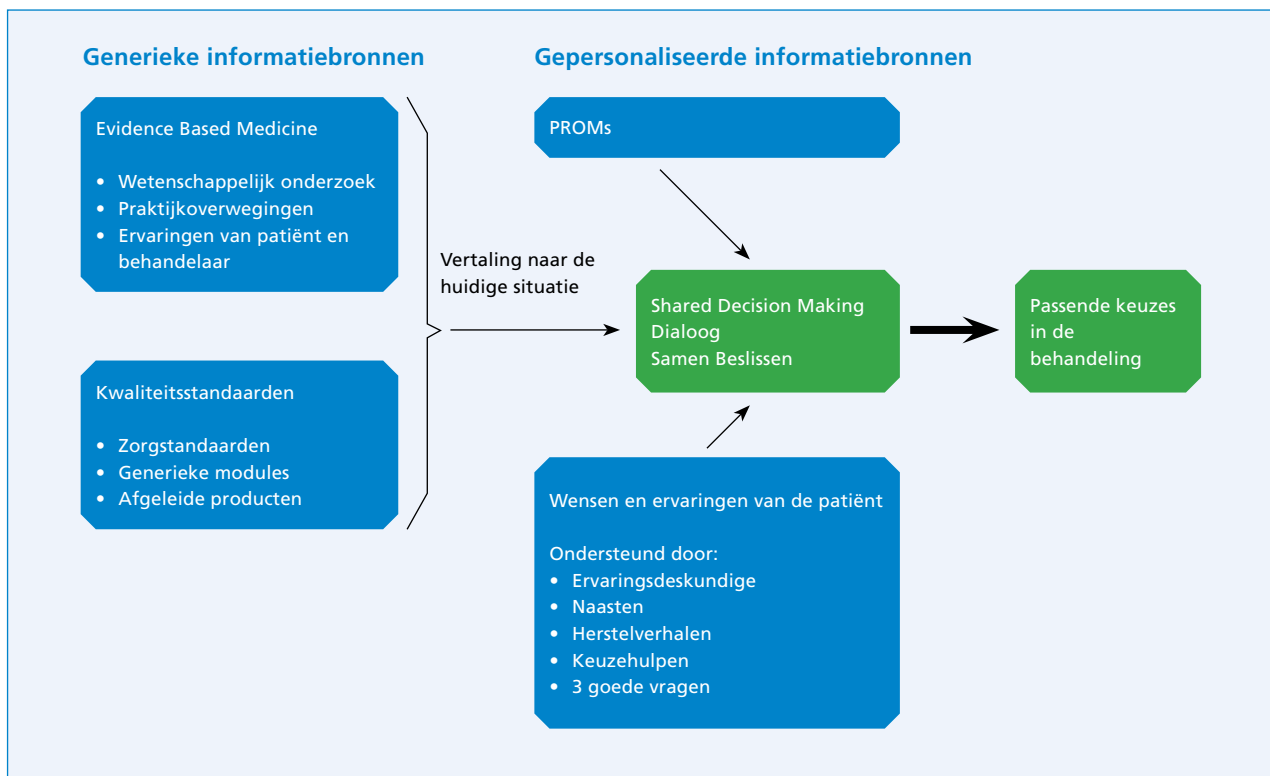 Generieke informatiebronnen
Evidence Based Medicine
• Wetenschappelijk onderzoek
• Praktijkoverwegingen
• Ervaringen van patiënt en
behandelaar
Kwaliteitsstandaarden
• Zorgstandaarden
• Generieke modules
• Afgeleide producten
Vertaling naar de
huidige situatie
Gepersonaliseerde informatiebronnen
PROMs
Shared Decision Making
Dialoog
Samen Beslissen
Wensen en ervaringen van de patiënt
Ondersteund door:
• Ervaringsdeskundige
• Naasten
• Herstelverhalen
• Keuzehulpen
• 3 goede vragen
Passende keuzes
in de
behandeling